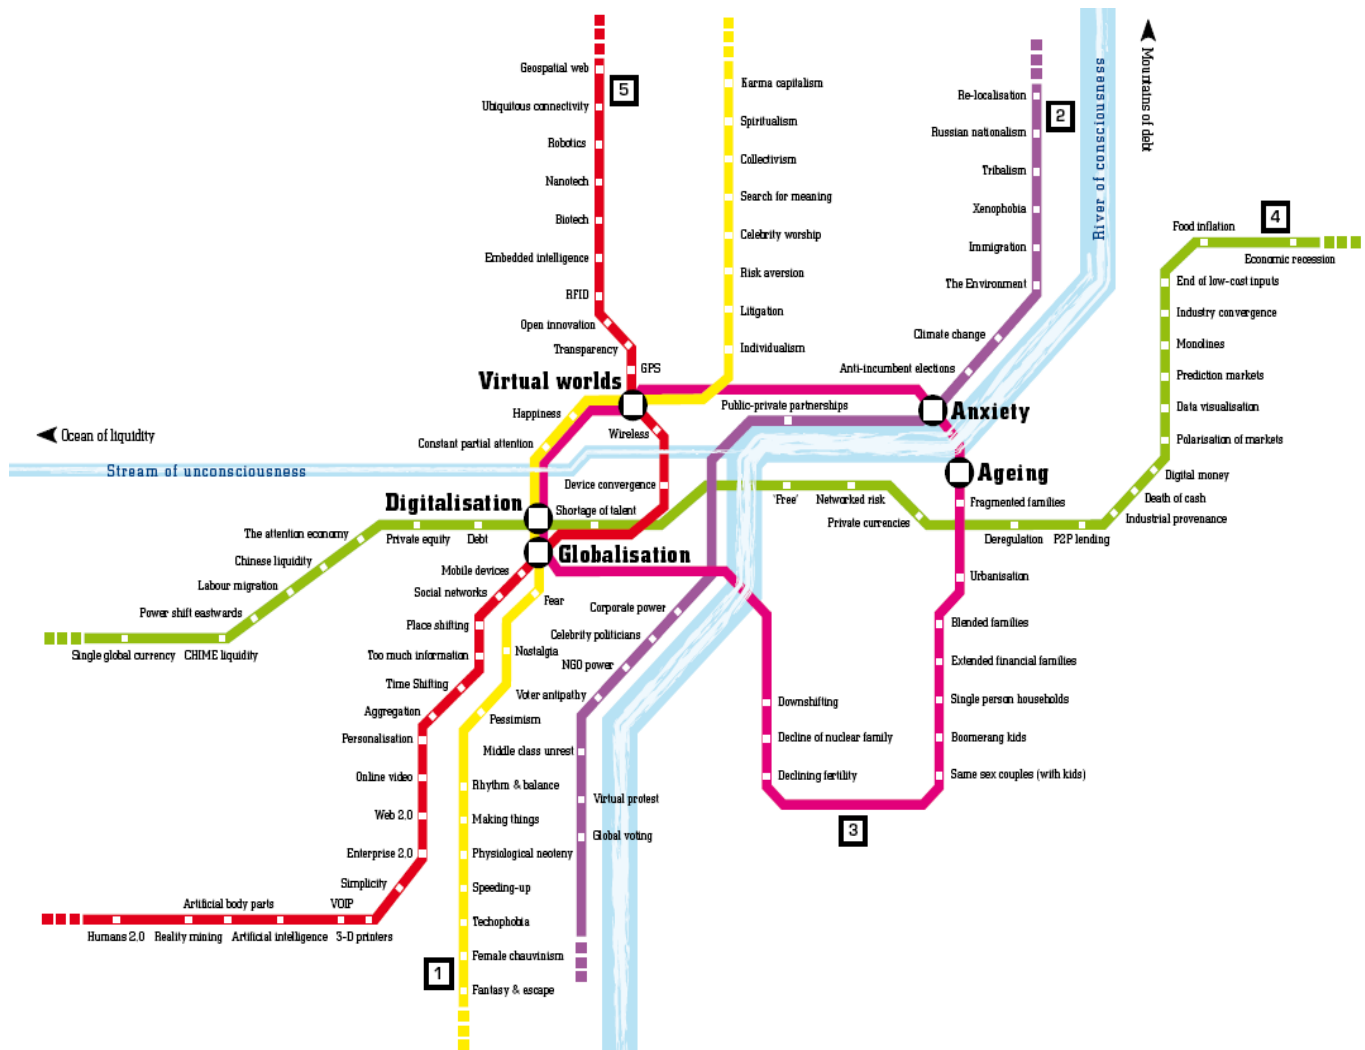 Geospatial web
5
Ubiquitous connectivity
Robotics
Nanotech
Biotech
Embedded intelligence
RFID
Open innovation
Transparency
GPS
Karma capitalism
Spiritualism
Collectivism
Search for meaning
Celebrity worship
Risk aversion
Litigation
Individualism
Re-localisation
2
Russian nationalism
Tribalism
Xenophobia
Immigration
The Environment
Climate change
Anti-incumbent elections
River of consciousness
Mountains of debt
4
Food inflation
Economic recession
End of low-cost inputs
Industry convergence
Monolines
Prediction markets
Data visualisation
Polarisation of markets
Digital money
Death of cash
Industrial provenance
Virtual worlds
Happiness
Constant partial attention
Wireless
Public-private partnerships
Anxiety
Ocean of liquidity
Stream of unconsciousness
Device convergence
Ageing
Digitalisation
Shortage of talent
'Free'
Networked risk
Private currencies
Fragmented families
Deregulation
P2P lending
The attention economy
Private equity
Debt
Globalisation
Chinese liquidity
Labour migration
Power shift eastwards
Single global currency
CHIME liquidity
Mobile devices
Social networks
Place shifting
Too much information
Time Shifting
Aggregation
Personalisation
Online video
Web 2.0
Enterprise 2.0
Simplicity
VOIP
Artificial body parts
Humans 2.0
Reality mining
Artificial intelligence
3-D printers
Fear
Nostalgia
Pessimism
Rhythm & balance
Making things
Physiological neoteny
Speeding-up
Techophobia
Female chauvinism
1
Fantasy & escape
Corporate power
Celebrity politicians
NGO power
Voter antipathy
Middle class unrest
Virtual protest
Global voting
Urbanisation
Blended families
Extended financial families
Single person households
Boomerang kids
Same sex couples (with kids)
Downshifting
Decline of nuclear family
Declining fertility
3